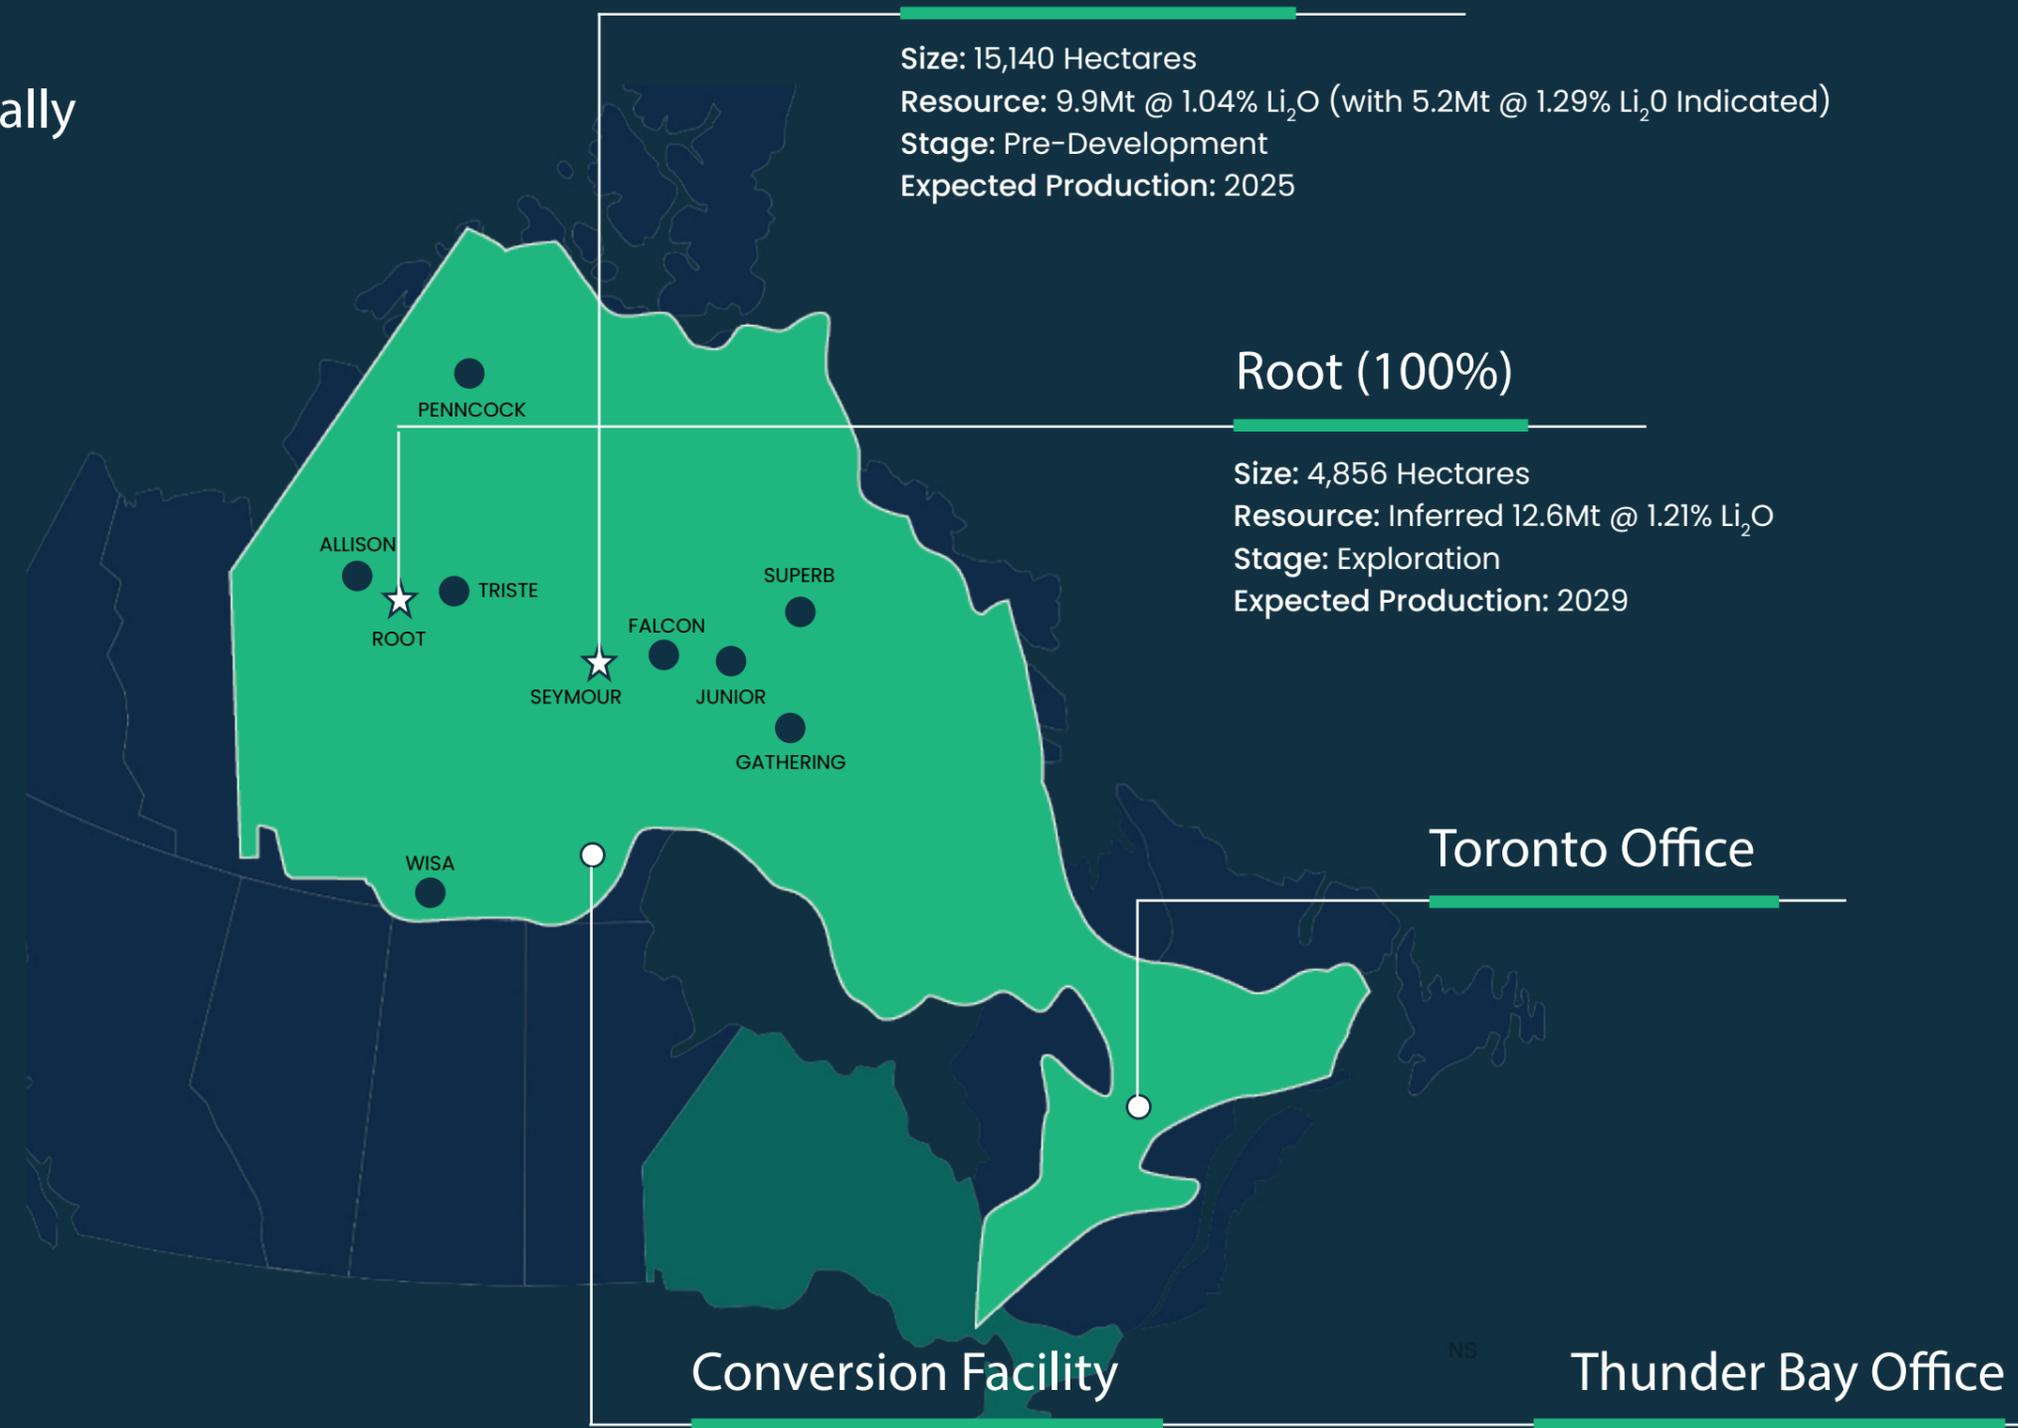 ally
Size: 15,140 Hectares
Resource: 9.9Mt @ 1.04% Li₂O (with 5.2Mt @ 1.29% Li₂0 Indicated)
Stage: Pre-Development
Expected Production: 2025
Root (100%)
Size: 4,856 Hectares
Resource: Inferred 12.6Mt @ 1.21% Li₂O
Stage: Exploration
Expected Production: 2029
PENNCOCK
ALLISON
TRISTE
ROOT
SUPERB
FALCON
SEYMOUR
JUNIOR
GATHERING
WISA
Toronto Office
NS
Conversion Facility
Thunder Bay Office